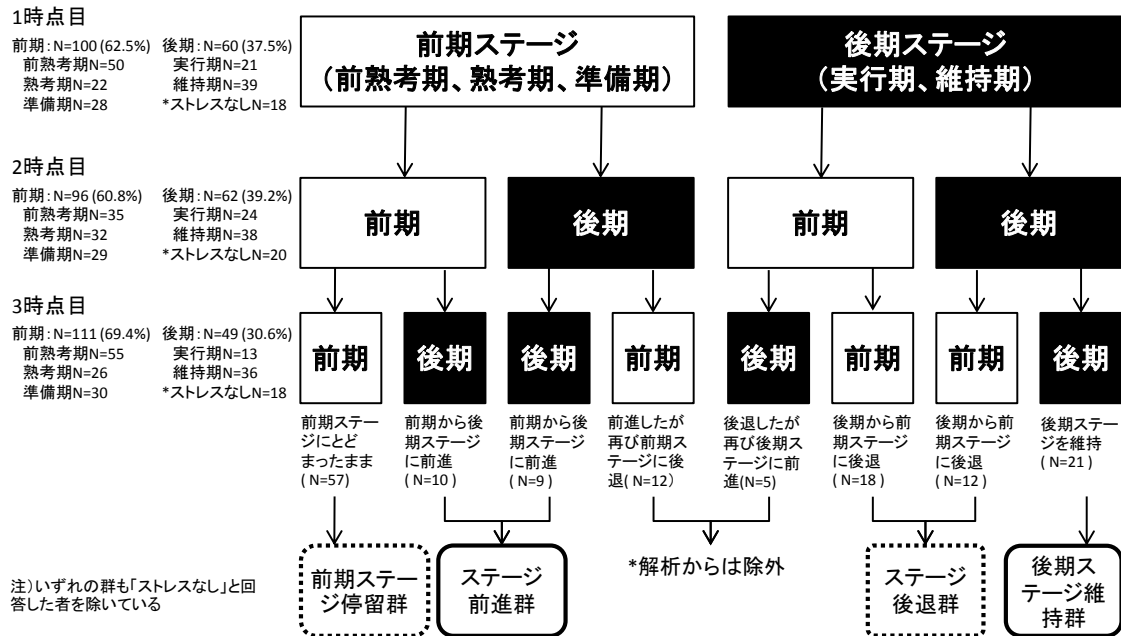 1時点目
前期：N=100 (62.5%) 後期：N=60 (37.5%)
前熟考期N=50 実行期N=21
熟考期N=22 維持期N=39
準備期N=28 *ストレスなしN=18
前期ステージ
（前熟考期、熟考期、準備期）
後期ステージ
（実行期、維持期）
2時点目
前期：N=96 (60.8%) 後期：N=62 (39.2%)
前熟考期N=35 実行期N=24
熟考期N=32 維持期N=38
準備期N=29 *ストレスなしN=20
前期
後期
前期
後期
3時点目
前期：N=111 (69.4%) 後期：N=49 (30.6%)
前熟考期N=55 実行期N=13
熟考期N=26 維持期N=36
準備期N=30 *ストレスなしN=18
前期
後期
後期
前期
後期
前期
前期
後期
前期ステー
ジにとど
まったまま
( N=57)
前期から後
期ステージ
に前進
( N=10 )
前期から後
期ステージ
に前進
( N=9 )
前進したが
再び前期ス
テージに後
退( N=12)
後退したが
再び後期ス
テージに前
進(N=5)
後期から前
期ステージ
に後退
(N=18 )
後期から前
期ステージ
に後退
( N=12 )
後期ステー
ジを維持
( N=21 )
前期ステー
ジ停留群
ステージ
前進群
*解析からは除外
ステージ
後退群
後期ス
テージ維
持群
注）いずれの群も「ストレスなし」と回
答した者を除いている